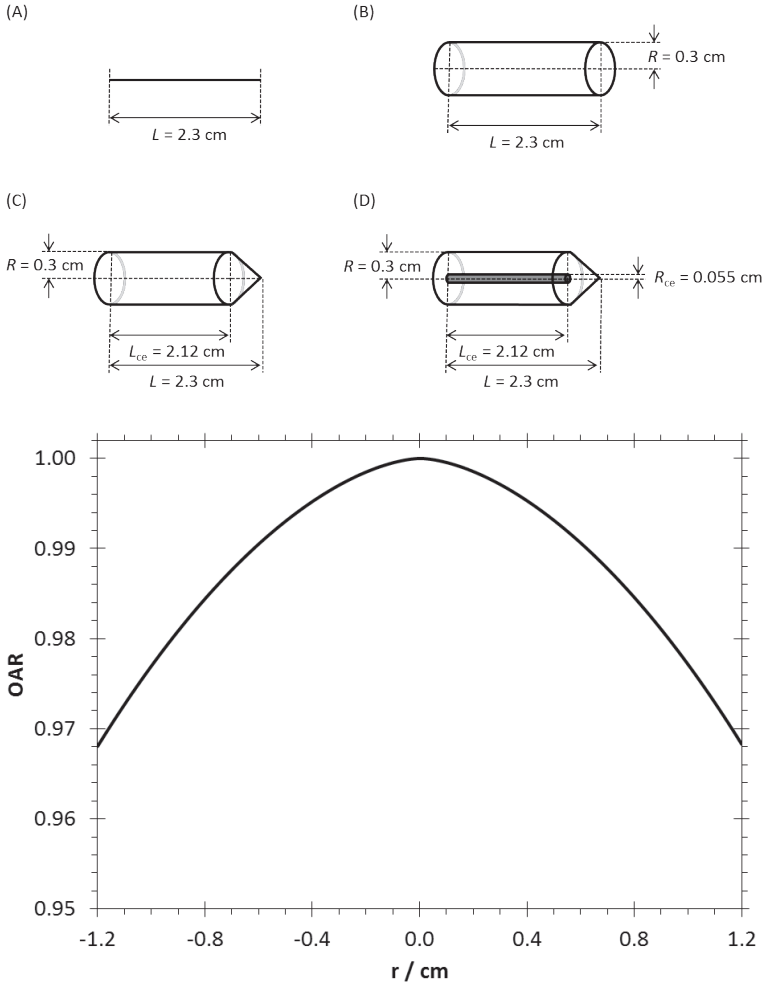 (A)
L = 2.3 cm
(B)
R = 0.3 cm
L = 2.3 cm
(C)
R = 0.3 cm
Lce = 2.12 cm
L = 2.3 cm
(D)
R = 0.3 cm
Rce = 0.055 cm
Lce = 2.12 cm
L = 2.3 cm
1.00
0.99
0.98
0.97
0.96
0.95
OAR
-1.2 -0.8 -0.4 0.0 0.4 0.8 1.2
r / cm